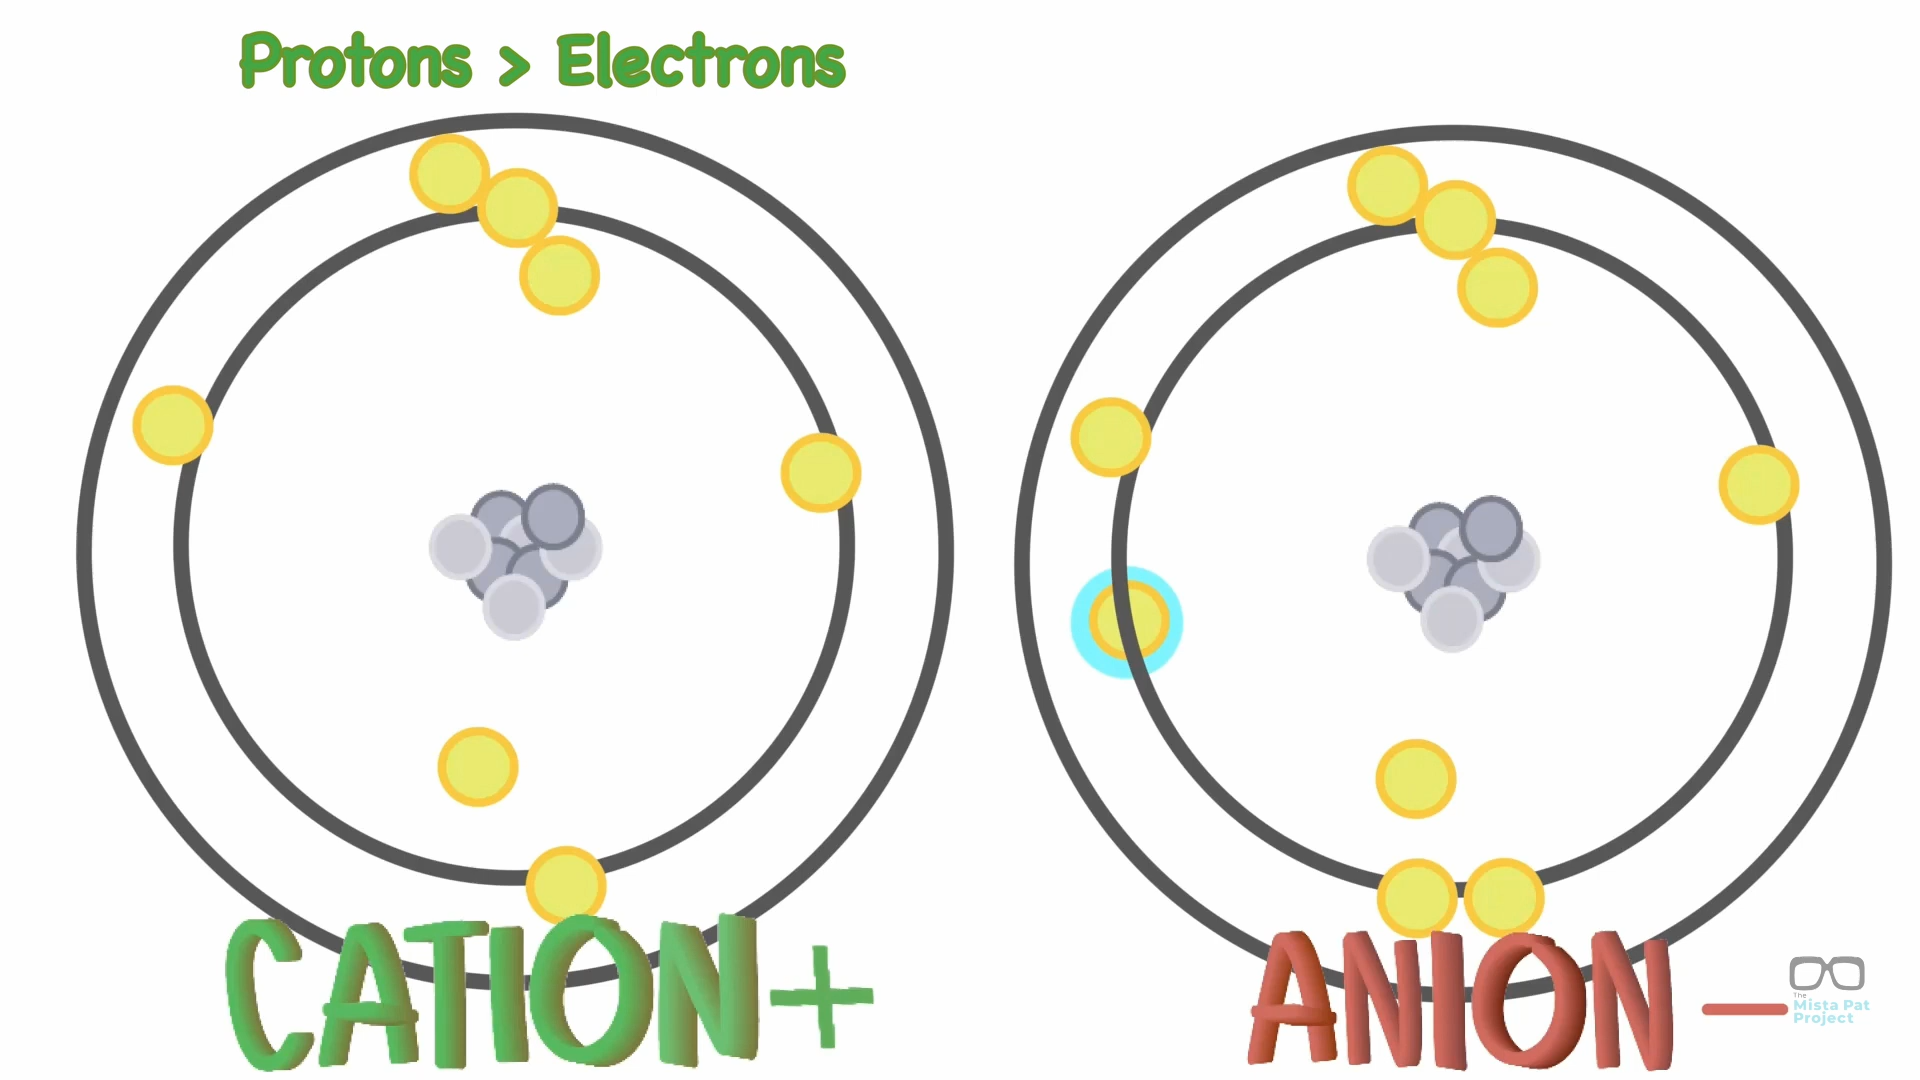 Protons > Electrons
CATION+
ANION—
The
Mista Pat
Project